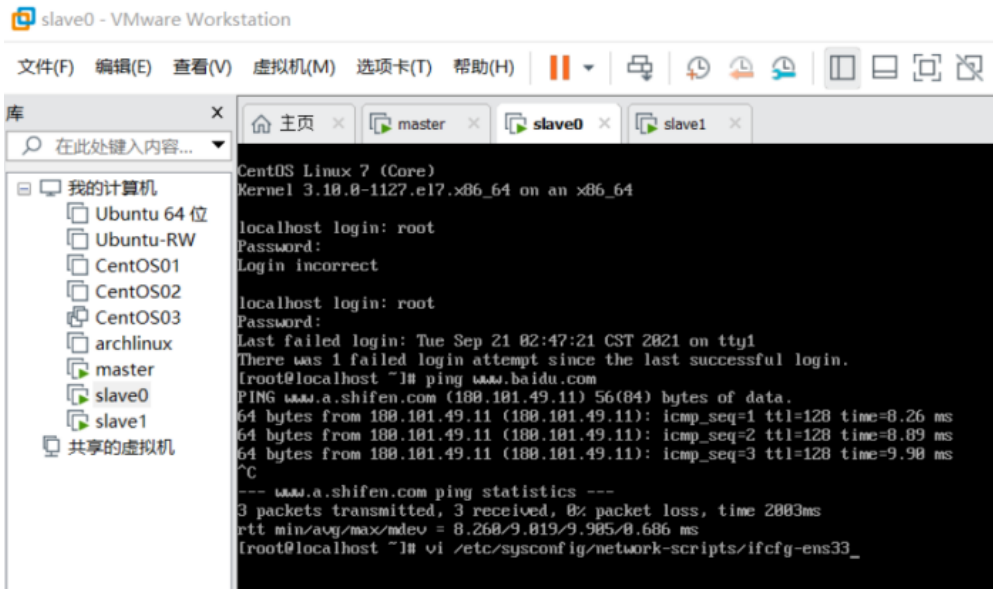 slave0 - VMware Workstation
文件(F) 编辑(E) 查看(V) 虚拟机(M) 选项卡(T) 帮助(H)
库
主页 master slave0 slave1
在此处键入内容...
我的计算机
Ubuntu 64 位
Ubuntu-RW
CentOS01
CentOS02
CentOS03
archlinux
master
slave0
slave1
共享的虚拟机
CentOS Linux 7 (Core)
Kernel 3.10.0-1127.el7.x86_64 on an x86_64
localhost login: root
Password:
Login incorrect
localhost login: root
Password:
Last failed login: Tue Sep 21 02:47:21 CST 2021 on tty1
There was 1 failed login attempt since the last successful login.
[root@localhost ~]# ping www.baidu.com
PING www.a.shifen.com (180.101.49.11) 56(84) bytes of data.
64 bytes from 180.101.49.11 (180.101.49.11): icmp_seq=1 ttl=128 time=8.26 ms
64 bytes from 180.101.49.11 (180.101.49.11): icmp_seq=2 ttl=128 time=8.89 ms
64 bytes from 180.101.49.11 (180.101.49.11): icmp_seq=3 ttl=128 time=9.90 ms
^C
--- www.a.shifen.com ping statistics ---
3 packets transmitted, 3 received, 0% packet loss, time 2003ms
rtt min/avg/max/mdev = 8.260/9.019/9.905/0.686 ms
[root@localhost ~]# vi /etc/sysconfig/network-scripts/ifcfg-ens33_